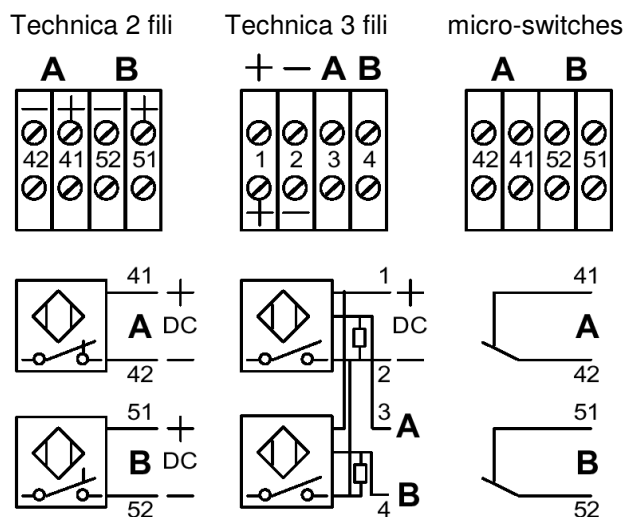 Technica 2 fili Technica 3 fili micro-switches
A B + — A B A B
— + — +
42 41 52 51 1 2 3 4 42 41 52 51
+ —
41 1 41
+ +
A DC DC A
— —
42 2 42
51 3 51
+ A
B DC B
— B
52 4 52